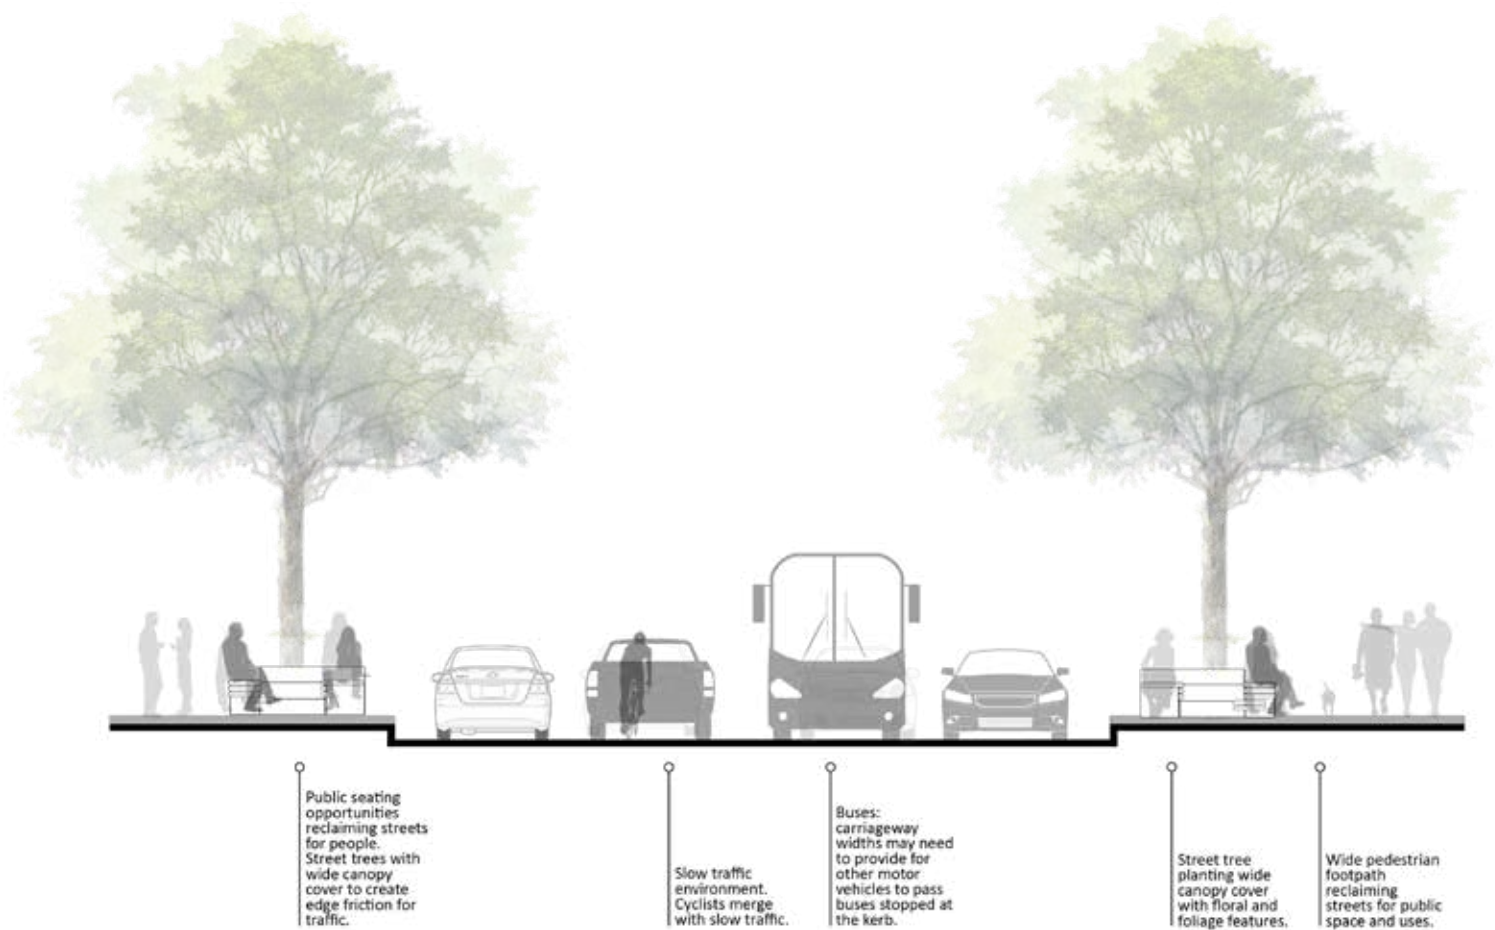 Public seating
opportunities
reclaiming streets
for people.
Street trees with
wide canopy
cover to create
edge friction for
traffic.
Slow traffic
environment.
Cyclists merge
with slow traffic.
Buses:
carriageway
widths may need
to provide for
other motor
vehicles to pass
buses stopped at
the kerb.
Street tree
planting wide
canopy cover
with floral and
foliage features.
Wide pedestrian
footpath
reclaiming
streets for public
space and uses.